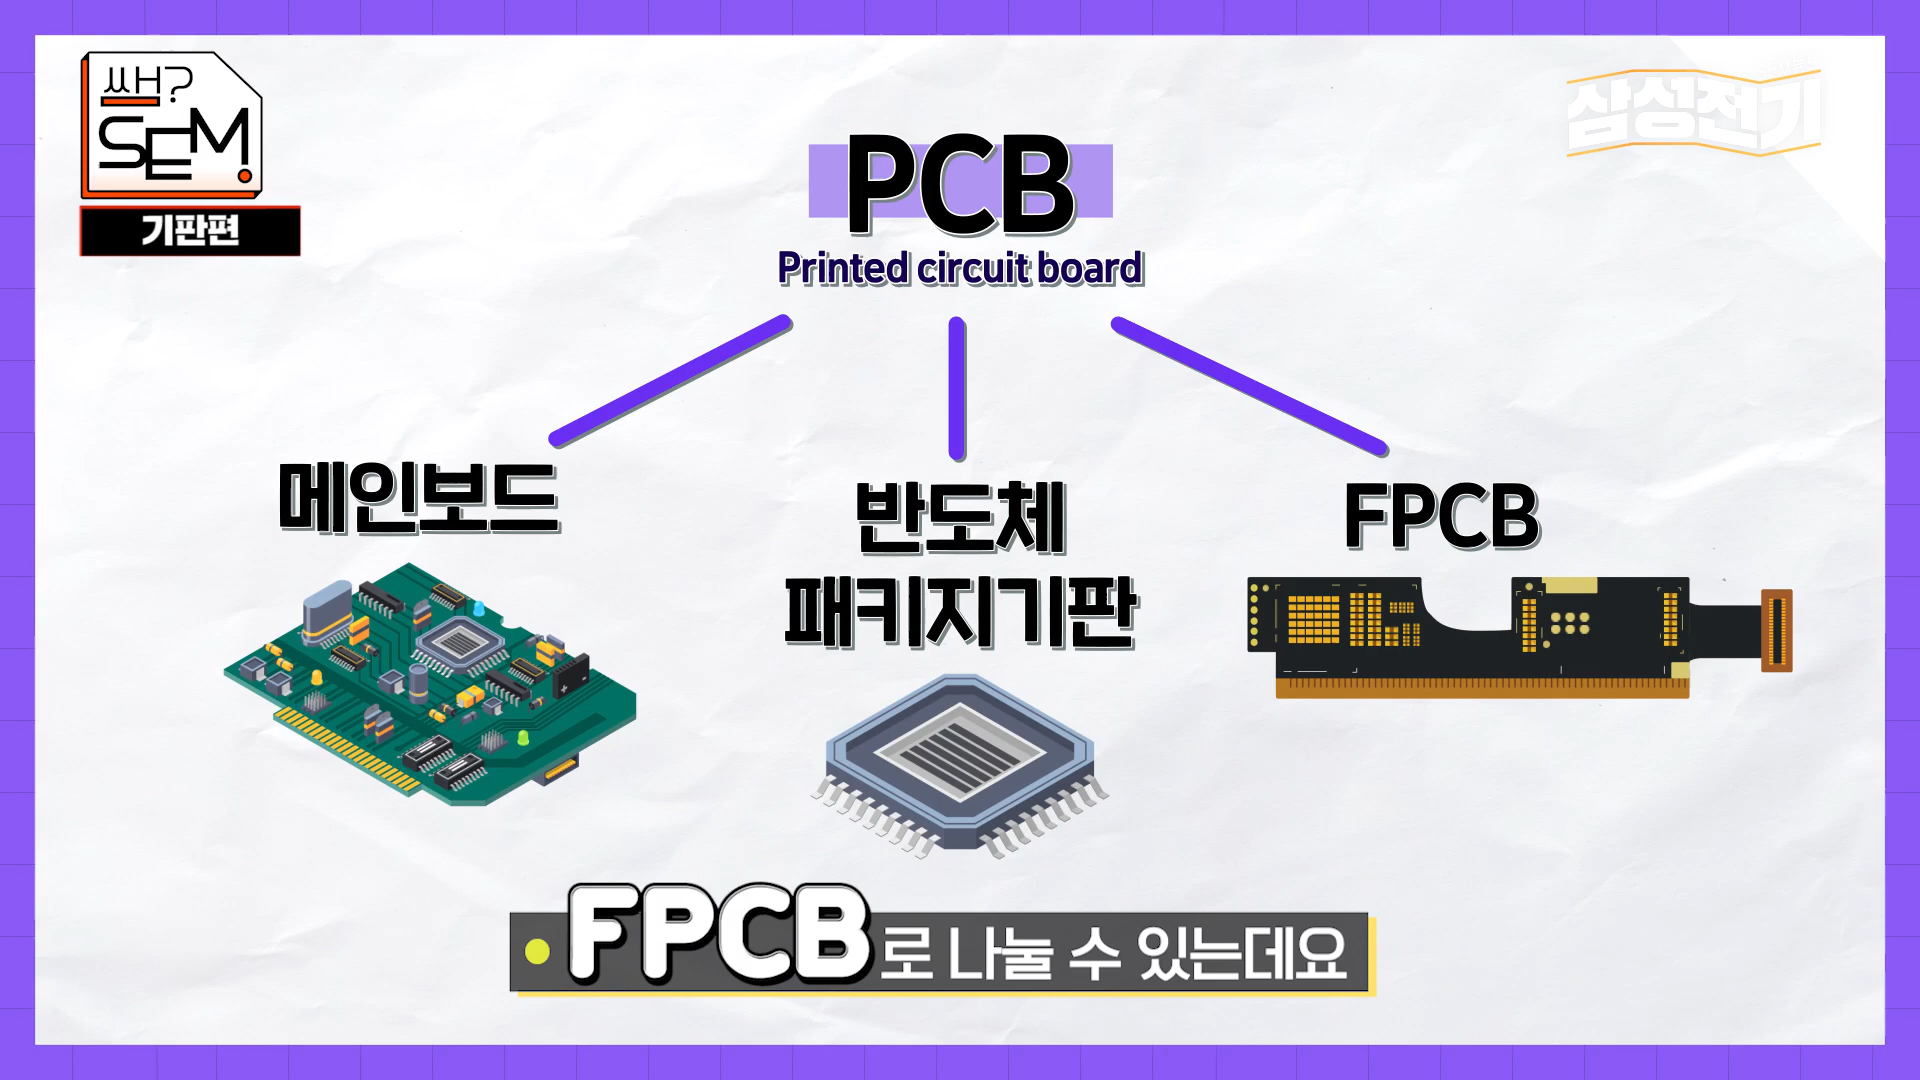 쌔?
SEM
기판편
삼성전기
PCB
Printed circuit board
메인보드
반도체
패키지기판
FPCB
FPCB로 나눌 수 있는데요